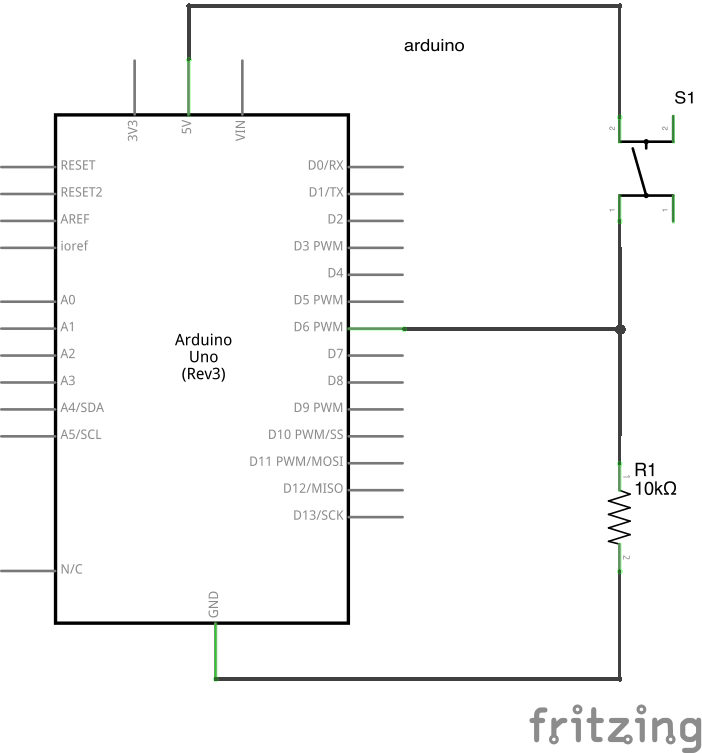 arduino
S1
3V3
5V
VIN
2
2
RESET
RESET2
AREF
ioref
A0
A1
A2
A3
A4/SDA
A5/SCL
N/C
D0/RX
D1/TX
D2
D3 PWM
D4
D5 PWM
D6 PWM
D7
D8
D9 PWM
D10 PWM/SS
D11 PWM/MOSI
D12/MISO
D13/SCK
Arduino
Uno
(Rev3)
GND
1
1
R1
10kΩ
1
2
fritzing